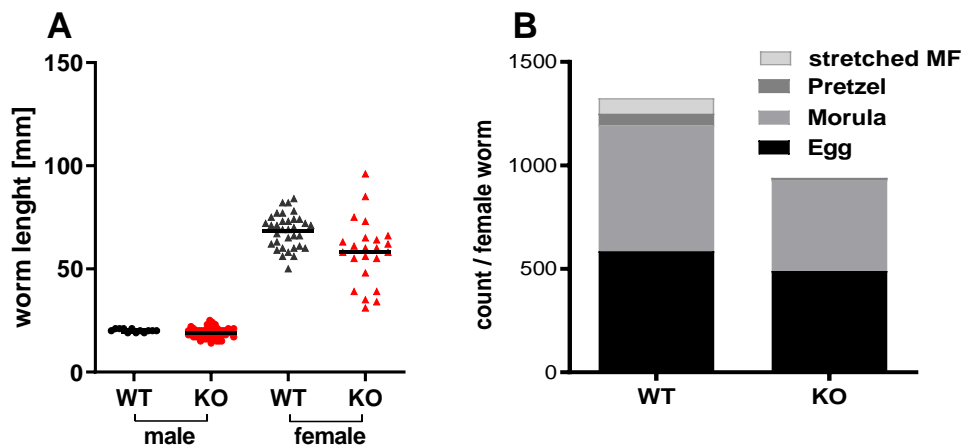 A
worm lenght [mm]
150
100
50
0
WT KO WT KO
male female
B
count / female worm
1500
1000
500
0
stretched MF
Pretzel
Morula
Egg
WT KO